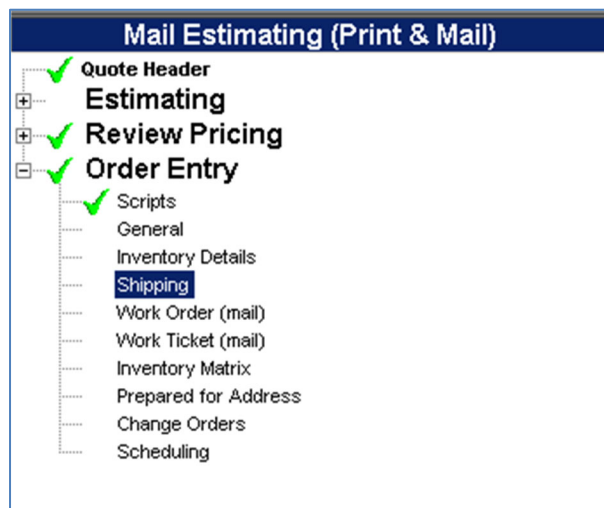 Mail Estimating (Print & Mail)
Quote Header
Estimating
Review Pricing
Order Entry
Scripts
General
Inventory Details
Shipping
Work Order (mail)
Work Ticket (mail)
Inventory Matrix
Prepared for Address
Change Orders
Scheduling